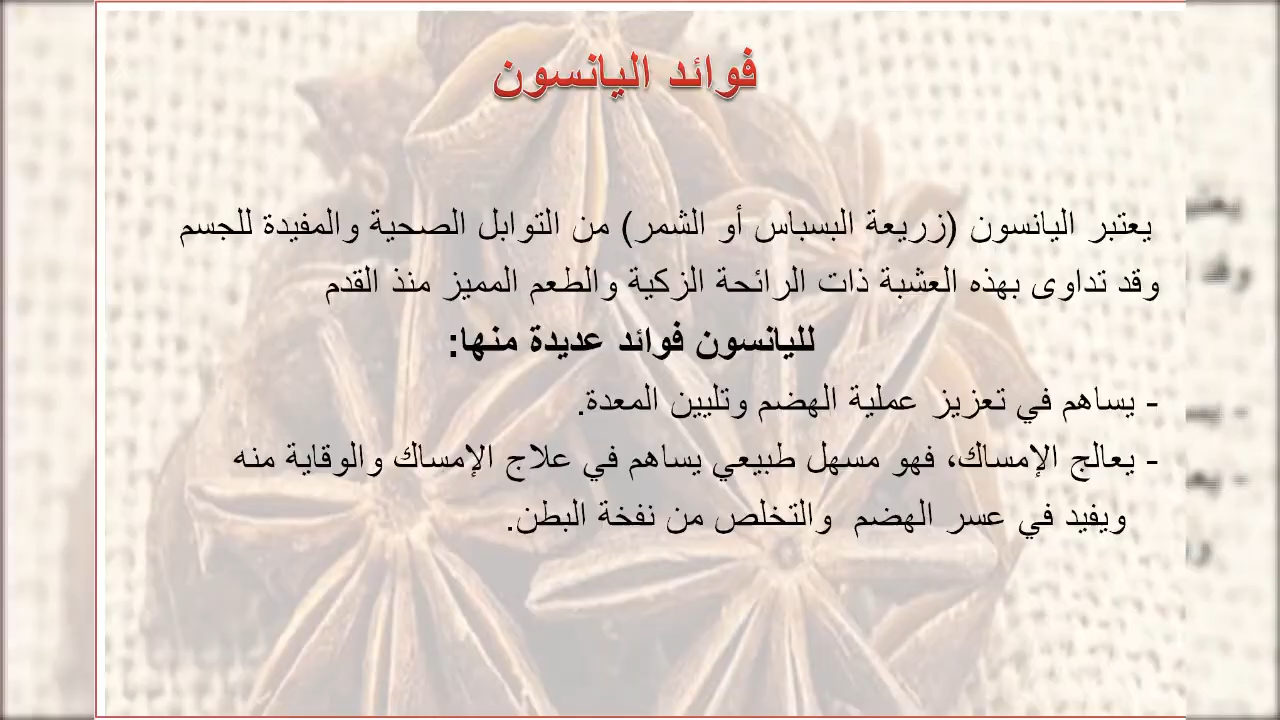 فوائد اليانسون
يعتبر اليانسون (زريعة البسباس أو الشمر) من التوابل الصحية والمفيدة للجسم
وقد تداوى بهذه العشبة ذات الرائحة الزكية والطعم المميز منذ القدم
لليانسون فوائد عديدة منها:
- يساهم في تعزيز عملية الهضم وتليين المعدة.
- يعالج الإمساك، فهو مسهل طبيعي يساهم في علاج الإمساك والوقاية منه
ويفيد في عسر الهضم والتخلص من نفخة البطن.